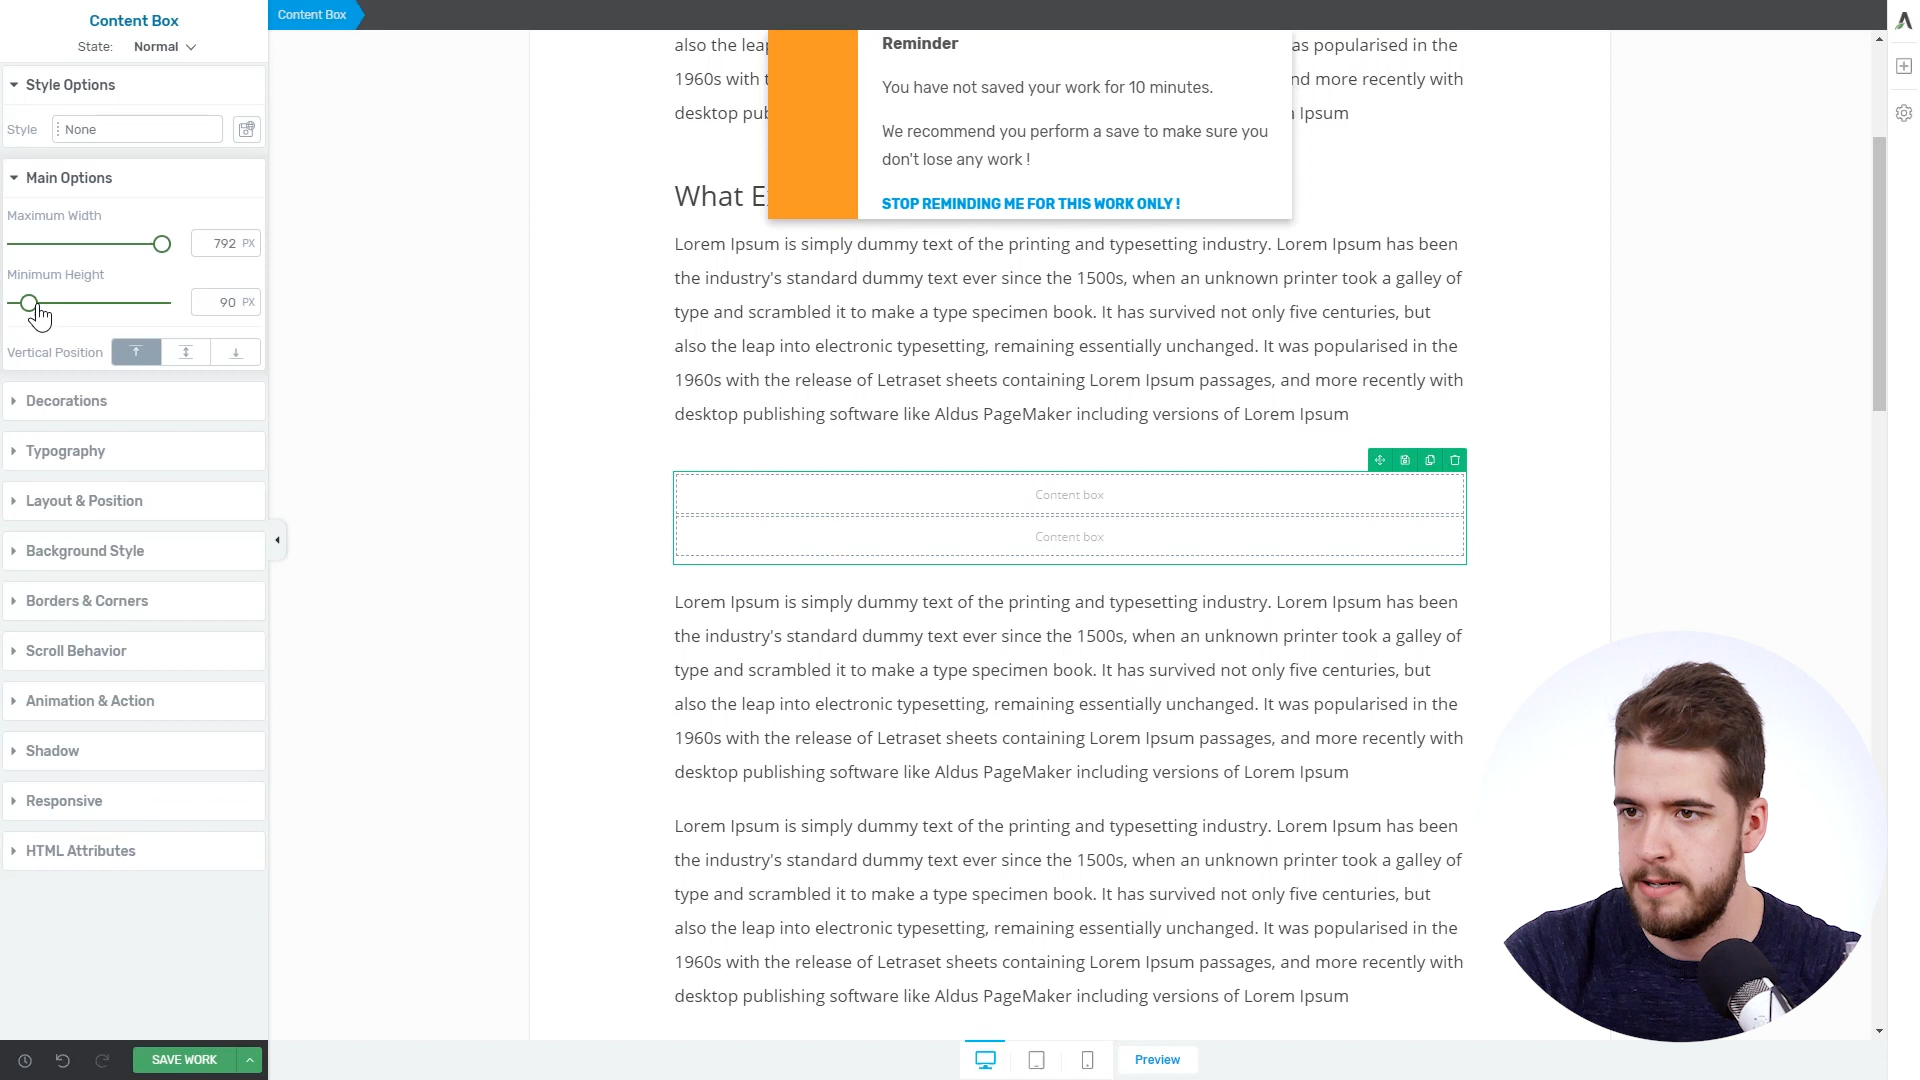 Content Box
State: Normal
Style Options
Style None
Main Options
Maximum Width
792 PX
Minimum Height
90 PX
Vertical Position
Decorations
Typography
Layout & Position
Background Style
Borders & Corners
Scroll Behavior
Animation & Action
Shadow
Responsive
HTML Attributes
SAVE WORK
Content Box
also the leap as popularised in the
1960s with t nd more recently with
desktop pub Ipsum
Reminder
You have not saved your work for 10 minutes.
We recommend you perform a save to make sure you
don't lose any work !
STOP REMINDING ME FOR THIS WORK ONLY !
What E
Lorem Ipsum is simply dummy text of the printing and typesetting industry. Lorem Ipsum has been
the industry's standard dummy text ever since the 1500s, when an unknown printer took a galley of
type and scrambled it to make a type specimen book. It has survived not only five centuries, but
also the leap into electronic typesetting, remaining essentially unchanged. It was popularised in the
1960s with the release of Letraset sheets containing Lorem Ipsum passages, and more recently with
desktop publishing software like Aldus PageMaker including versions of Lorem Ipsum
Content box
Content box
Lorem Ipsum is simply dummy text of the printing and typesetting industry. Lorem Ipsum has been
the industry's standard dummy text ever since the 1500s, when an unknown printer took a galley of
type and scrambled it to make a type specimen book. It has survived not only five centuries, but
also the leap into electronic typesetting, remaining essentially unchanged. It was popularised in the
1960s with the release of Letraset sheets containing Lorem Ipsum passages, and more recently with
desktop publishing software like Aldus PageMaker including versions of Lorem Ipsum
Lorem Ipsum is simply dummy text of the printing and typesetting industry. Lorem Ipsum has been
the industry's standard dummy text ever since the 1500s, when an unknown printer took a galley of
type and scrambled it to make a type specimen book. It has survived not only five centuries, but
also the leap into electronic typesetting, remaining essentially unchanged. It was popularised in the
1960s with the release of Letraset sheets containing Lorem Ipsum passages, and more recently with
desktop publishing software like Aldus PageMaker including versions of Lorem Ipsum
Preview